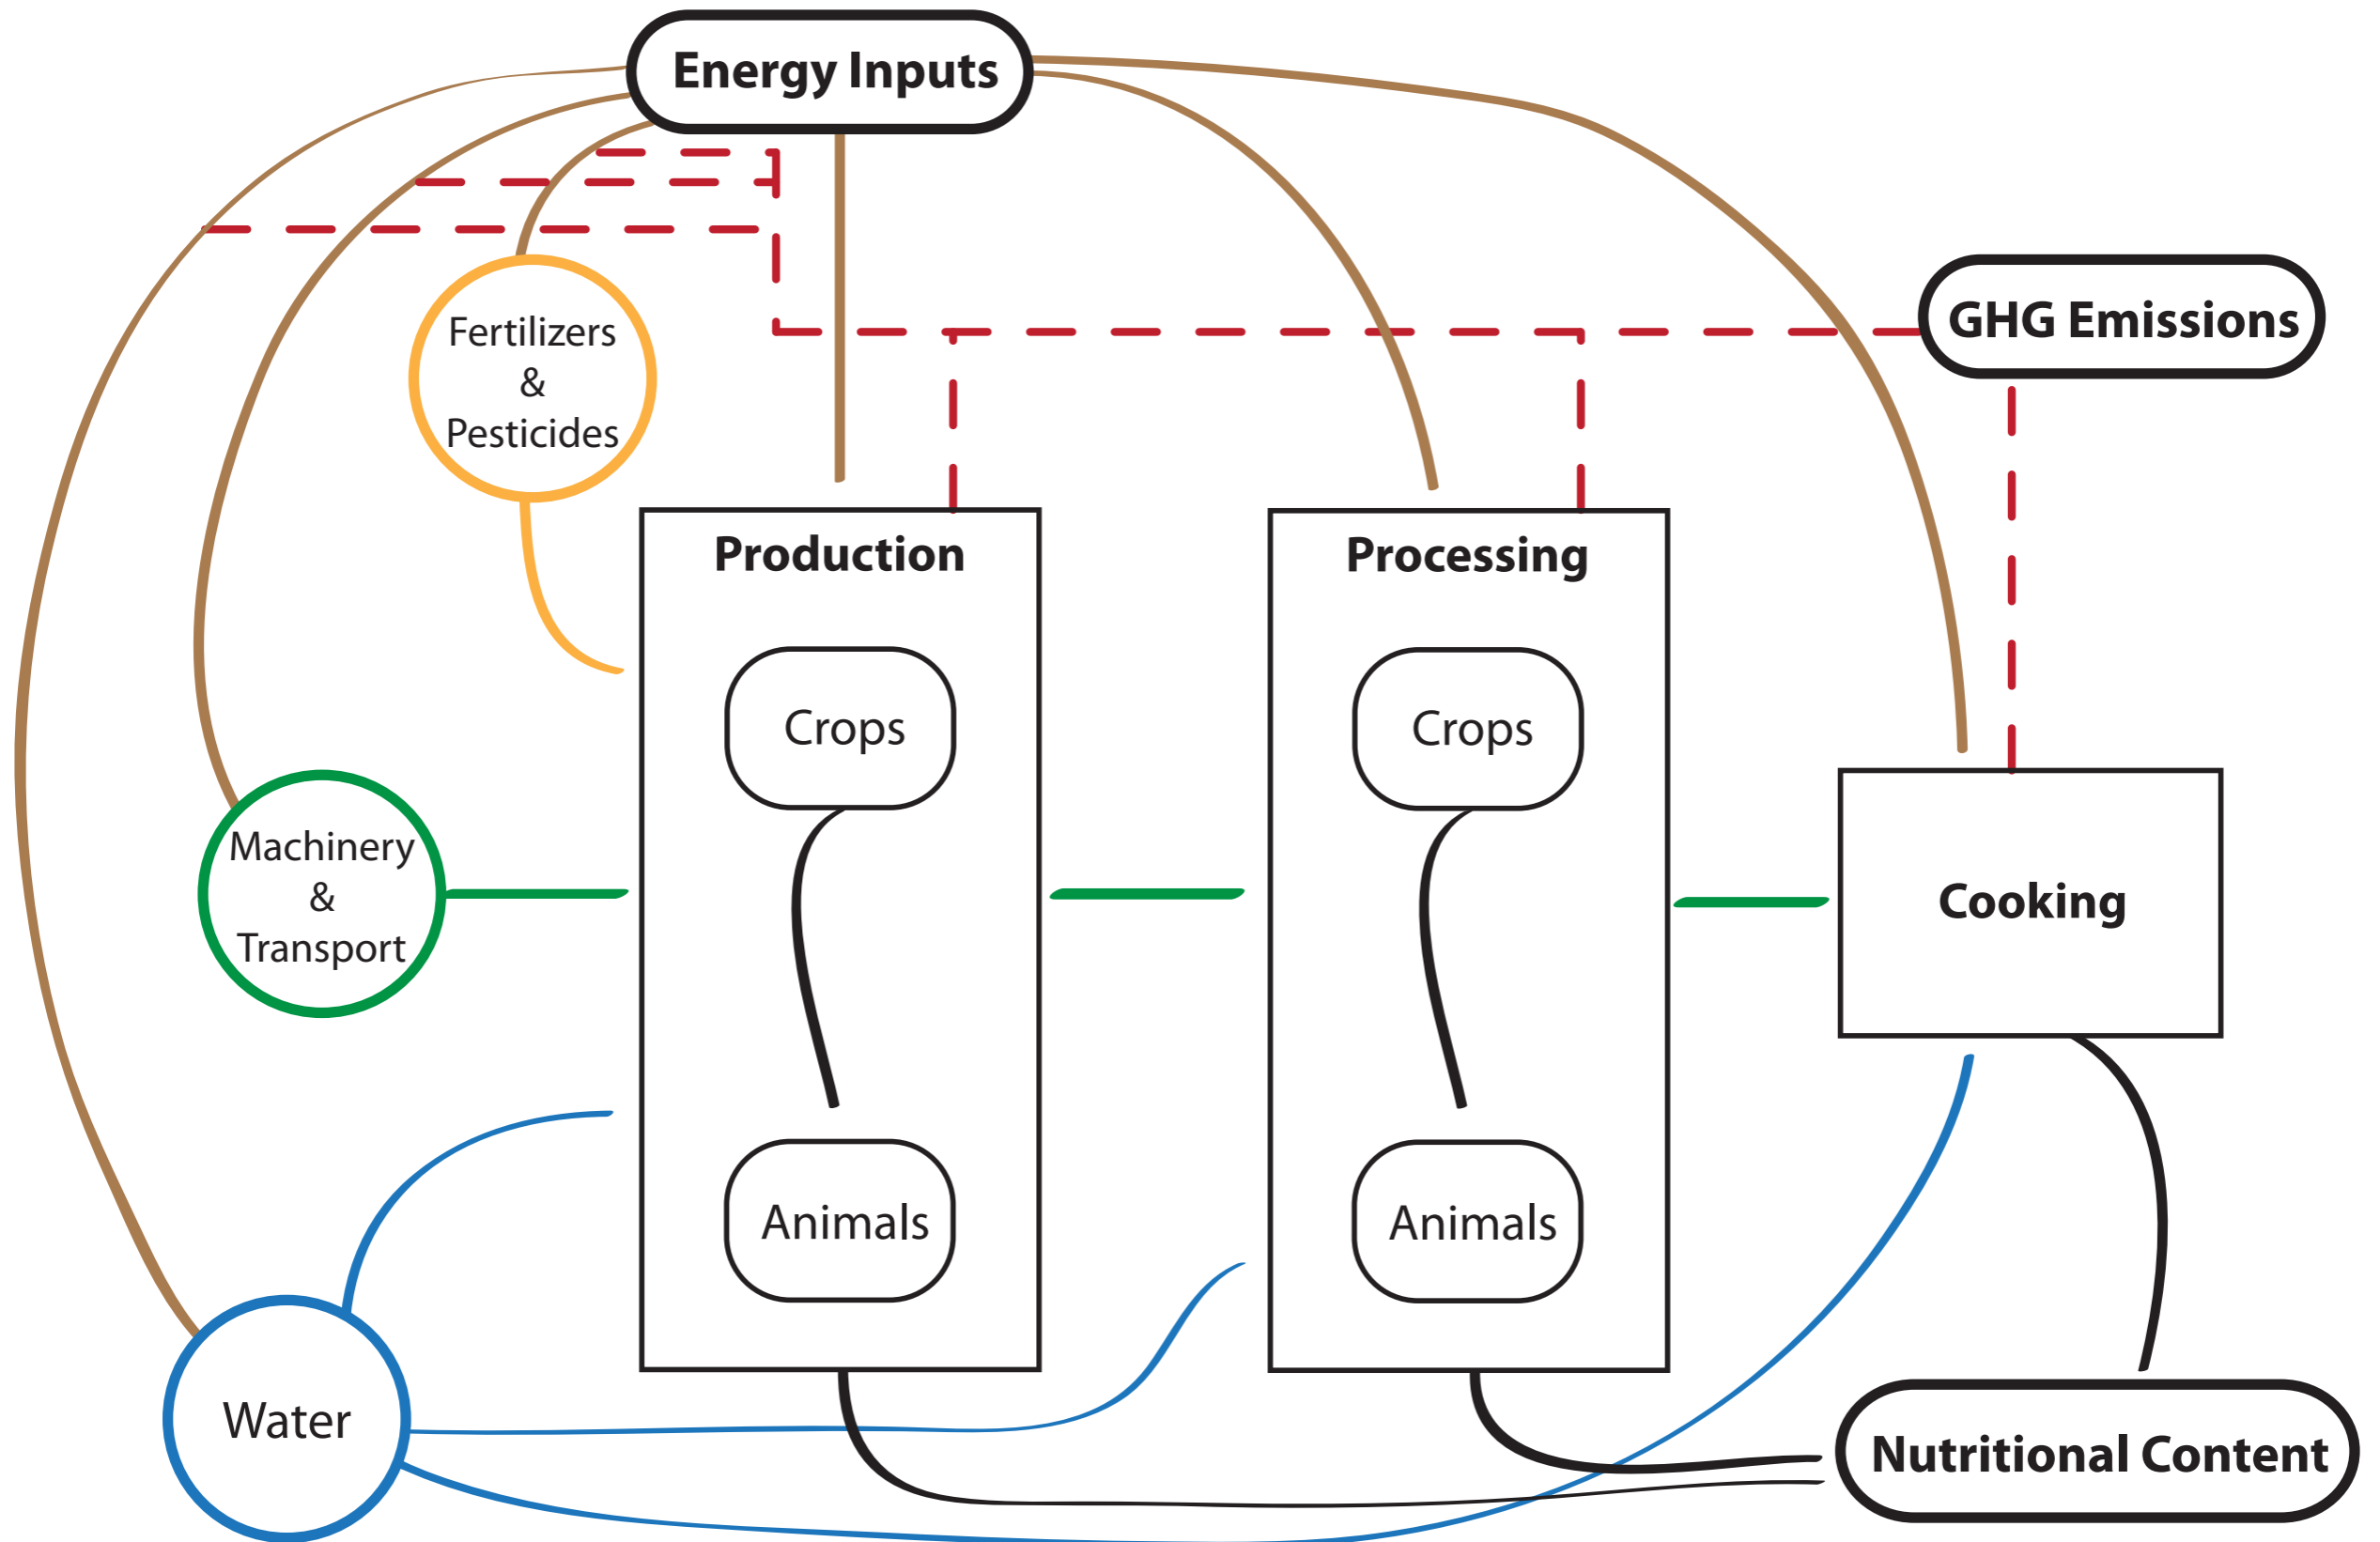 Energy Inputs
GHG Emissions
Fertilizers
&
Pesticides
Production
Processing
Crops
Crops
Machinery
&
Transport
Cooking
Animals
Animals
Water
Nutritional Content